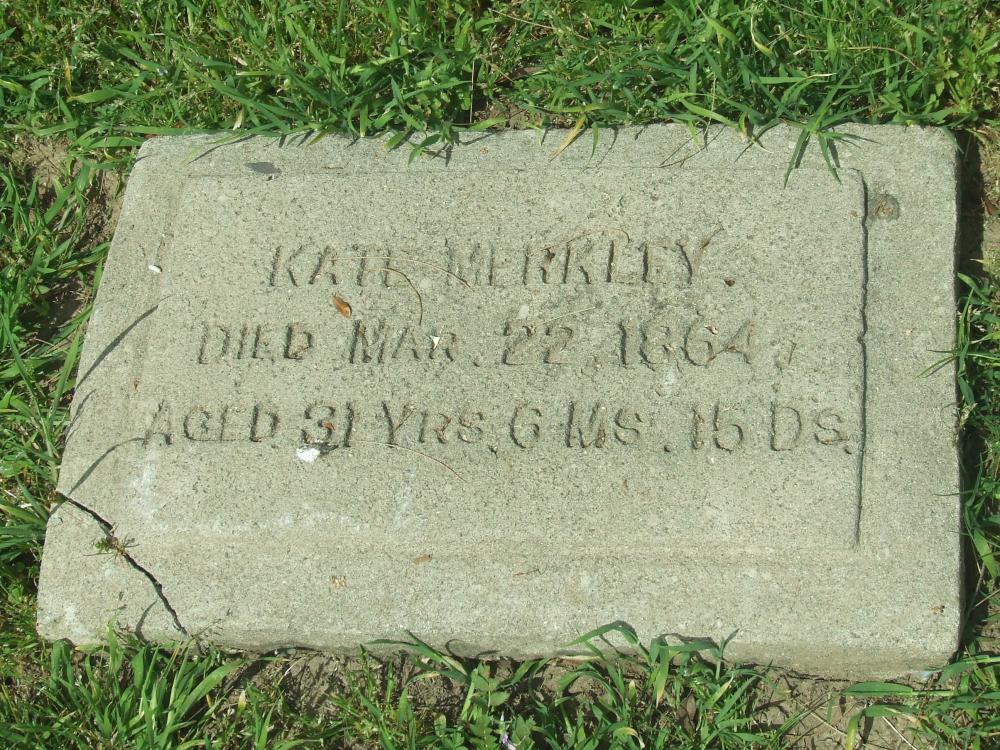 KATE MERKLEY.
DIED MAR. 22, 1864,
AGED 31 YRS, 6 MS. 15 DS.